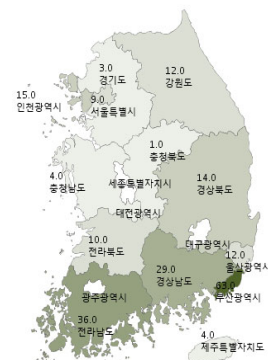 3.0
경기도
12.0
강원도
15.0
인천광역시
9.0
서울특별시
1.0
충청북도
4.0
충청남도
세종특별자치시
14.0
경상북도
대전광역시
10.0
전라북도
대구광역시
12.0
울산광역시
29.0
경상남도
63.0
부산광역시
광주광역시
36.0
전라남도
4.0
제주특별자치도